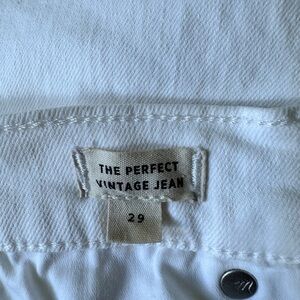 THE PERFECT
VINTAGE JEAN
29